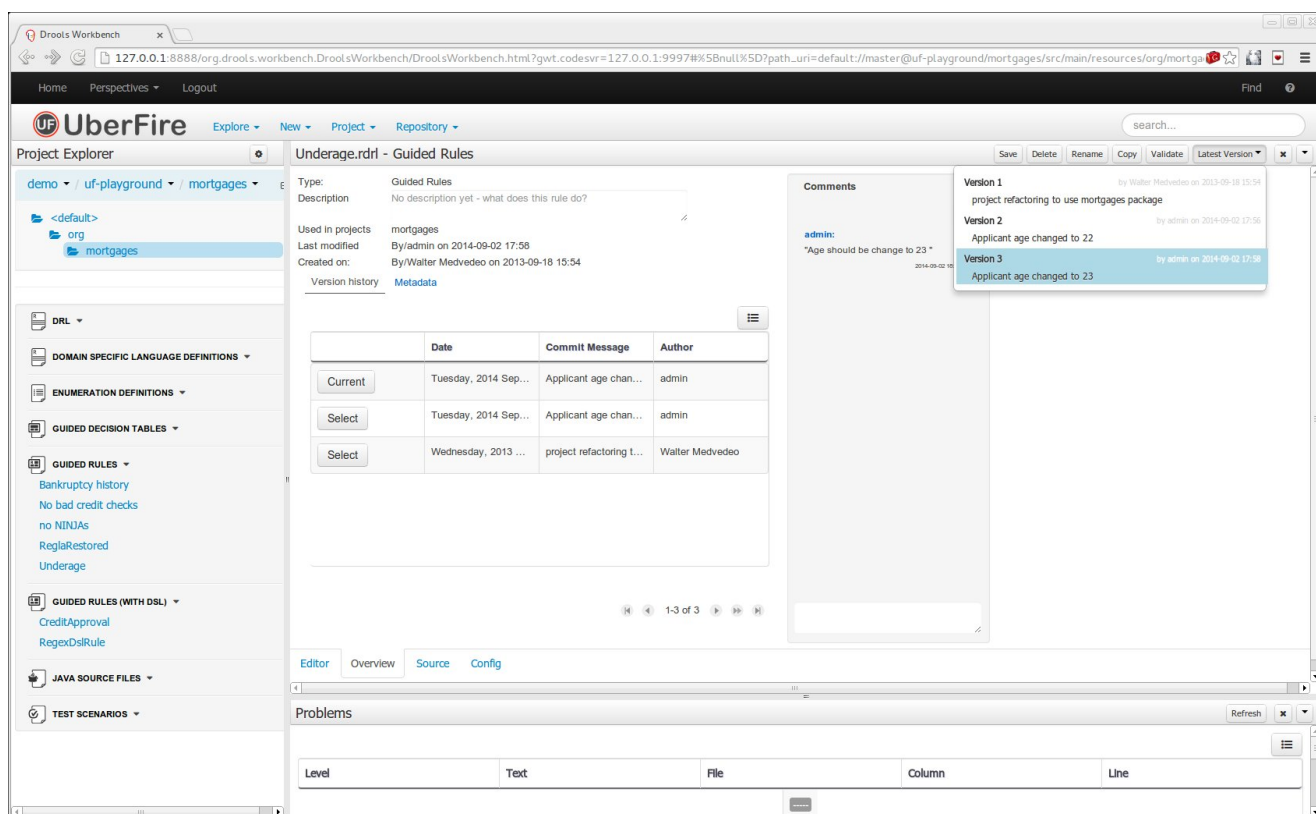 Drools Workbench
127.0.0.1:8888/org.drools.workbench.DroolsWorkbench/DroolsWorkbench.html?gwt.codesvr=127.0.0.1:9997#%5Bnull%5D?path_uri=default://master@uf-playground/mortgages/src/main/resources/org/mortga
Home Perspectives Logout Find
UF UberFire Explore New Project Repository search...
Project Explorer
demo / uf-playground / mortgages
<default>
org
mortgages
DRL
DOMAIN SPECIFIC LANGUAGE DEFINITIONS
ENUMERATION DEFINITIONS
GUIDED DECISION TABLES
GUIDED RULES
Bankruptcy history
No bad credit checks
no NINJAs
ReglaRestored
Underage
GUIDED RULES (WITH DSL)
CreditApproval
RegexDslRule
JAVA SOURCE FILES
TEST SCENARIOS
Underage.rdrl - Guided Rules
Save Delete Rename Copy Validate Latest Version
Type: Guided Rules
Description No description yet - what does this rule do?
Used in projects mortgages
Last modified By/admin on 2014-09-02 17:58
Created on: By/Walter Medvedeo on 2013-09-18 15:54
Version history Metadata
Date Commit Message Author
Current Tuesday, 2014 Sep... Applicant age chan... admin
Select Tuesday, 2014 Sep... Applicant age chan... admin
Select Wednesday, 2013 ... project refactoring t... Walter Medvedeo
1-3 of 3
Comments
admin:
"Age should be change to 23 "
2014-09-02
Version 1 by Walter Medvedeo on 2013-09-18 15:54
project refactoring to use mortgages package
Version 2 by admin on 2014-09-02 17:56
Applicant age changed to 22
Version 3 by admin on 2014-09-02 17:58
Applicant age changed to 23
Editor Overview Source Config
Problems
Refresh
Level Text File Column Line